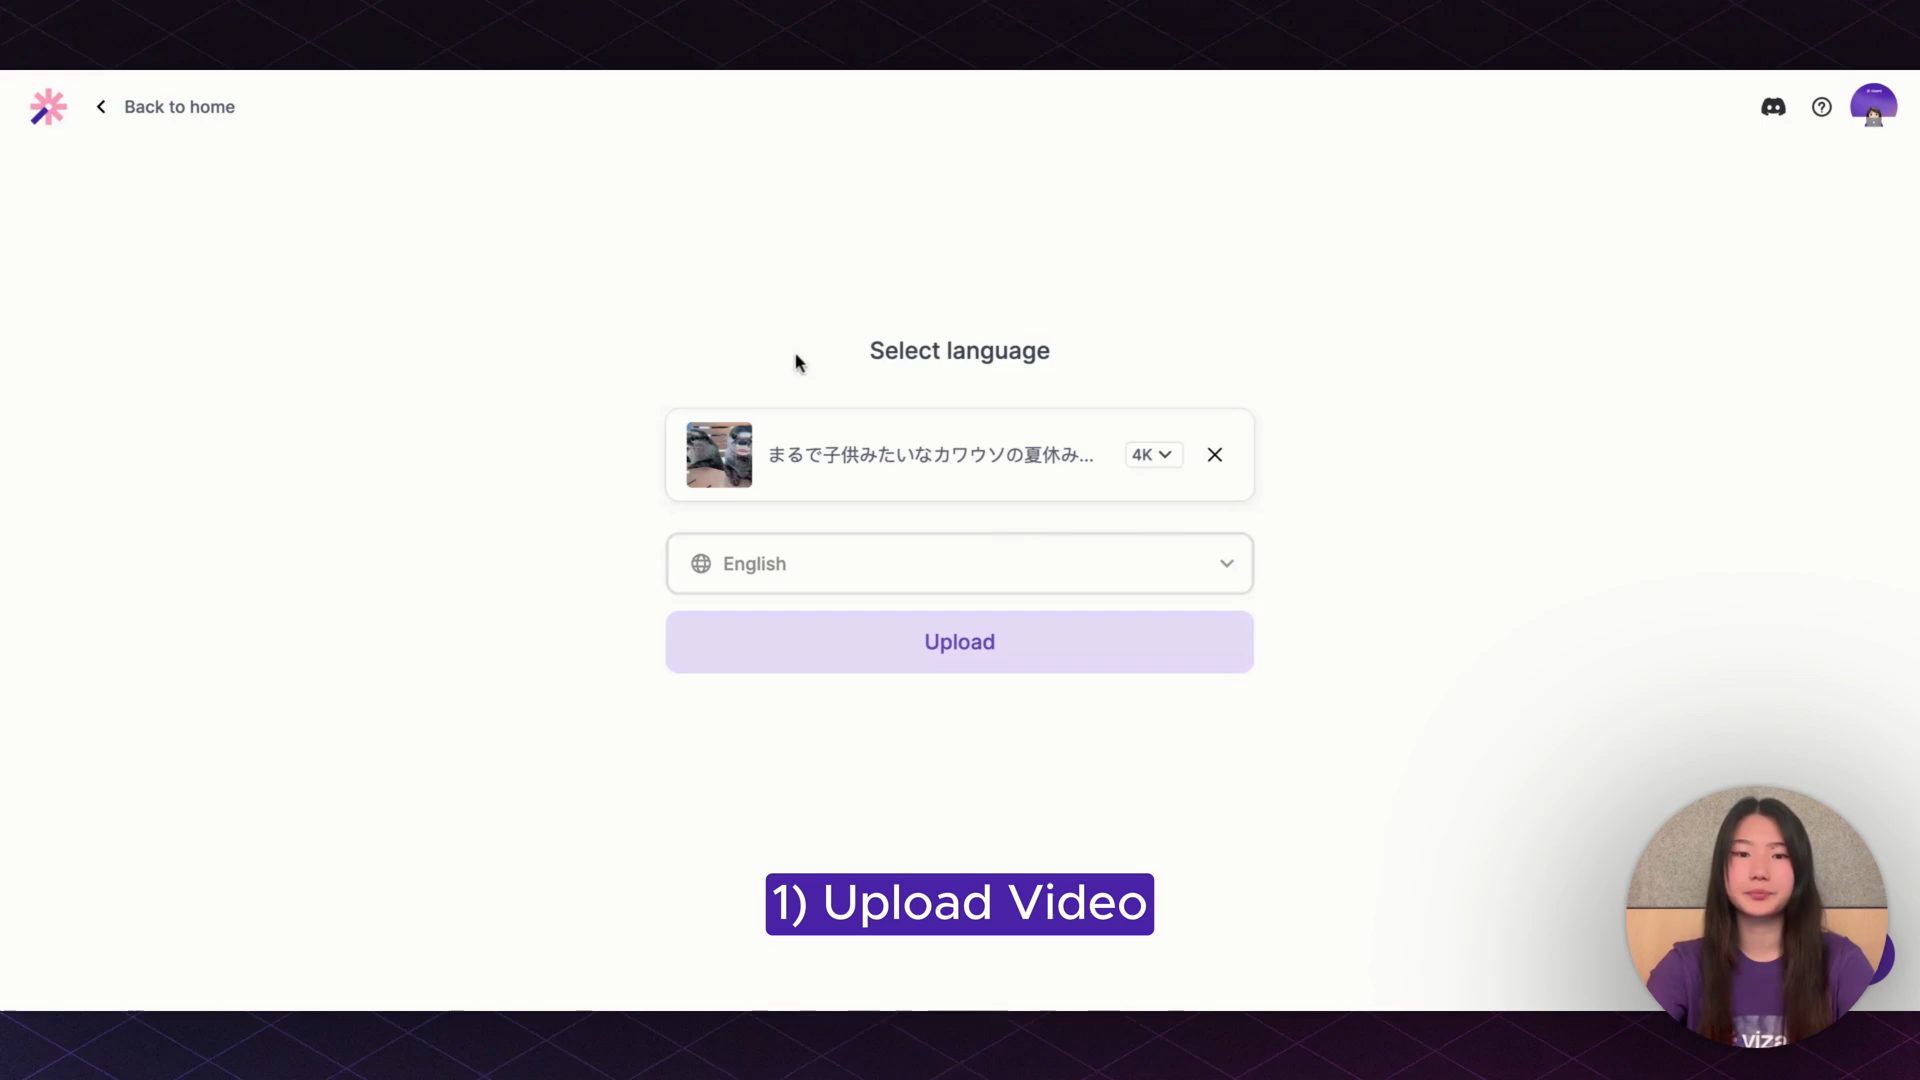 Back to home
Select language
まるで子供みたいなカワウソの夏休み...
4K
English
Upload
1) Upload Video
viza